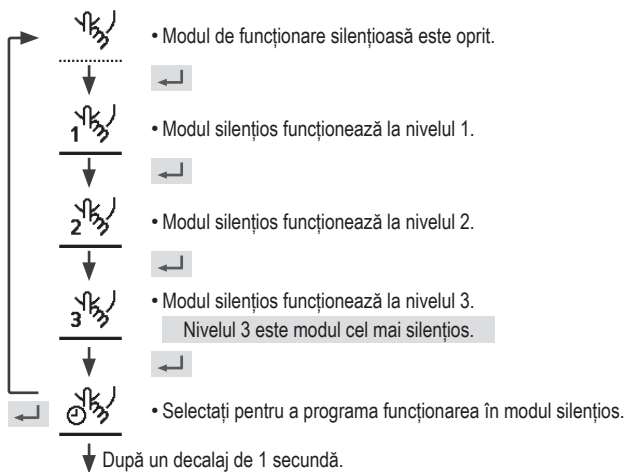 • Modul de funcționare silențioasă este oprit.
1
• Modul silențios funcționează la nivelul 1.
2
• Modul silențios funcționează la nivelul 2.
3
• Modul silențios funcționează la nivelul 3.
Nivelul 3 este modul cel mai silențios.
• Selectați pentru a programa funcționarea în modul silențios.
După un decalaj de 1 secundă.